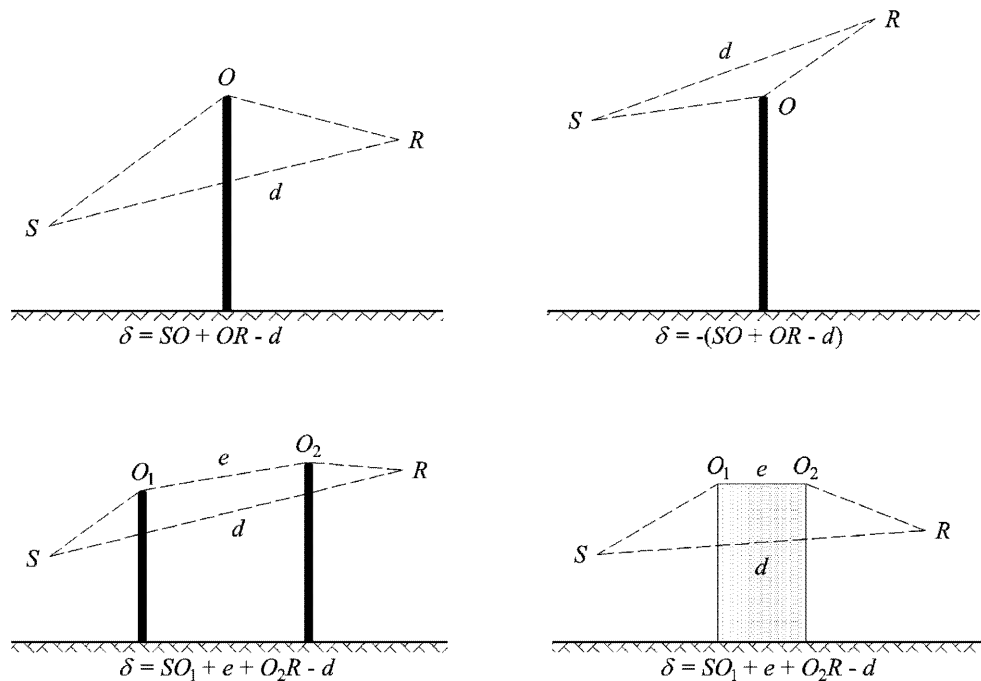 O
S
R
d
δ = SO + OR - d
R
d
S
O
δ = -(SO + OR - d)
O₁
e
O₂
R
d
S
δ = SO₁ + e + O₂R - d
O₁
e
O₂
S
R
d
δ = SO₁ + e + O₂R - d